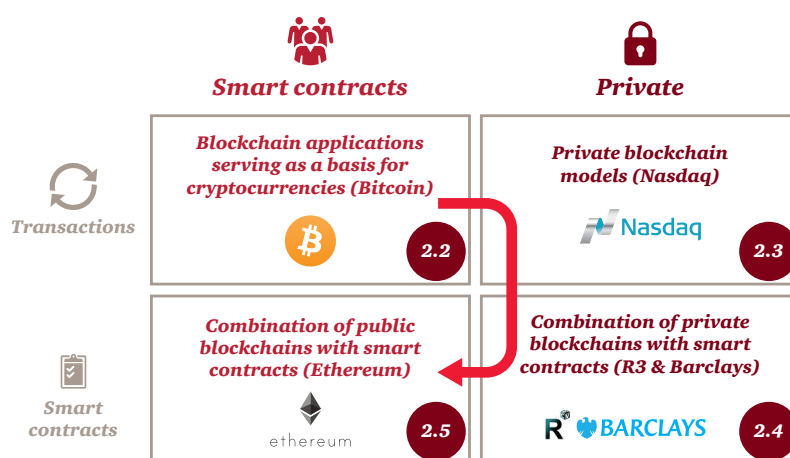 Smart contracts
Private
Transactions
Blockchain applications
serving as a basis for
cryptocurrencies (Bitcoin)
2.2
Private blockchain
models (Nasdaq)
Nasdaq
2.3
Smart
contracts
Combination of public
blockchains with smart
contracts (Ethereum)
ethereum
2.5
Combination of private
blockchains with smart
contracts (R3 & Barclays)
R
BARCLAYS
2.4